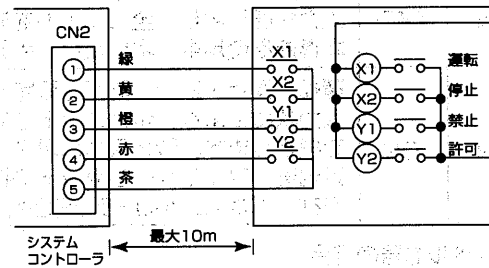 CN2
① 緑 X1
② 黄 X2
③ 橙 Y1
④ 赤 Y2
⑤ 茶
X1 運転
X2 停止
Y1 禁止
Y2 許可
システム
コントローラ
最大10m